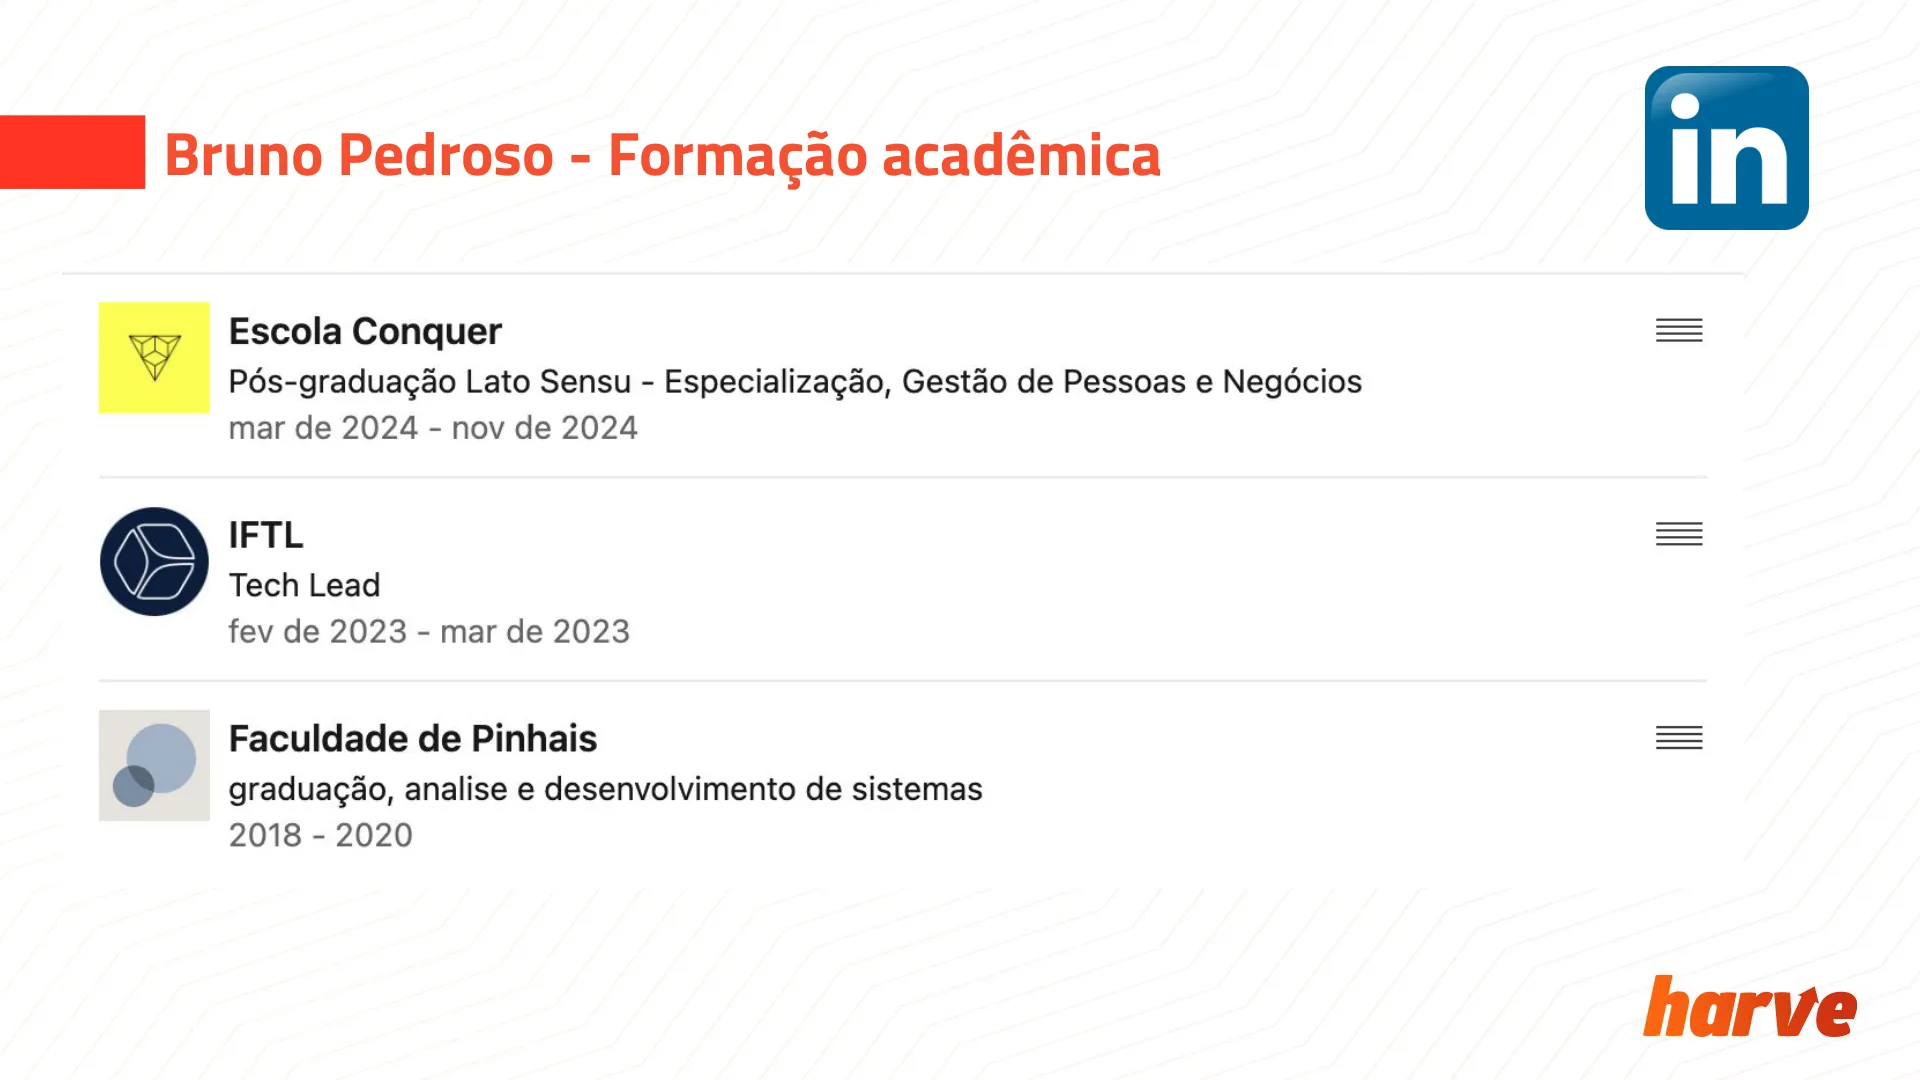 Bruno Pedroso - Formação acadêmica
in
Escola Conquer
Pós-graduação Lato Sensu - Especialização, Gestão de Pessoas e Negócios
mar de 2024 - nov de 2024
IFTL
Tech Lead
fev de 2023 - mar de 2023
Faculdade de Pinhais
graduação, analise e desenvolvimento de sistemas
2018 - 2020
harve